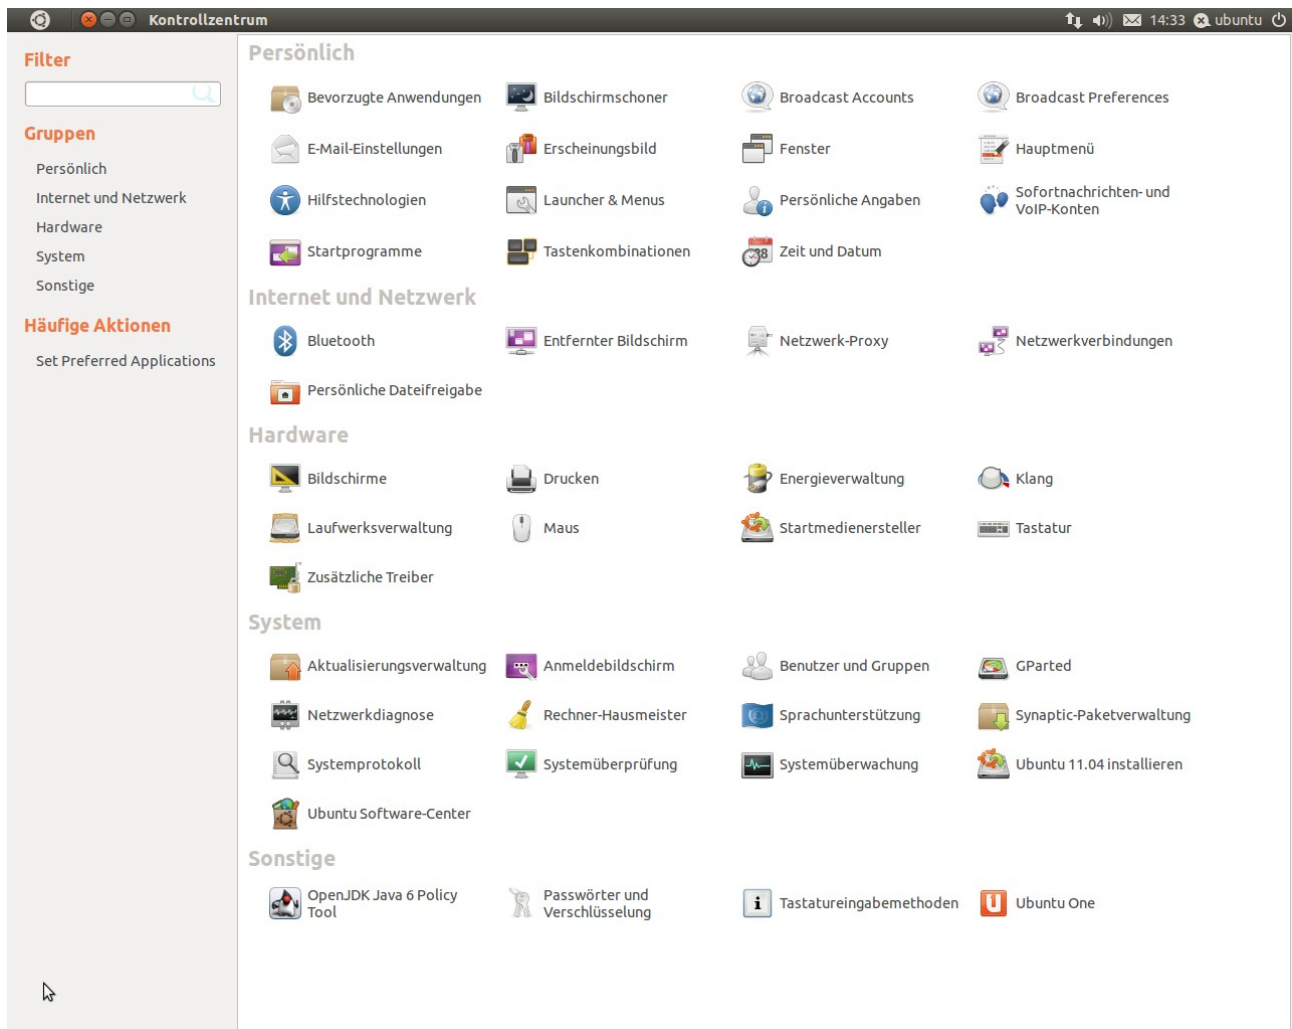 Kontrollzentrum
14:33
ubuntu
Filter
Gruppen
Persönlich
Internet und Netzwerk
Hardware
System
Sonstige
Häufige Aktionen
Set Preferred Applications
Persönlich
Bevorzugte Anwendungen
Bildschirmschoner
Broadcast Accounts
Broadcast Preferences
E-Mail-Einstellungen
Erscheinungsbild
Fenster
Hauptmenü
Hilfstechnologien
Launcher & Menus
Persönliche Angaben
Sofortnachrichten- und
VoIP-Konten
Startprogramme
Tastenkombinationen
Zeit und Datum
Internet und Netzwerk
Bluetooth
Entfernter Bildschirm
Netzwerk-Proxy
Netzwerkverbindungen
Persönliche Dateifreigabe
Hardware
Bildschirme
Drucken
Energieverwaltung
Klang
Laufwerksverwaltung
Maus
Startmedienersteller
Tastatur
Zusätzliche Treiber
System
Aktualisierungsverwaltung
Anmeldebildschirm
Benutzer und Gruppen
GParted
Netzwerkdiagnose
Rechner-Hausmeister
Sprachunterstützung
Synaptic-Paketverwaltung
Systemprotokoll
Systemüberprüfung
Systemüberwachung
Ubuntu 11.04 installieren
Ubuntu Software-Center
Sonstige
OpenJDK Java 6 Policy
Tool
Passwörter und
Verschlüsselung
Tastatureingabemethoden
Ubuntu One